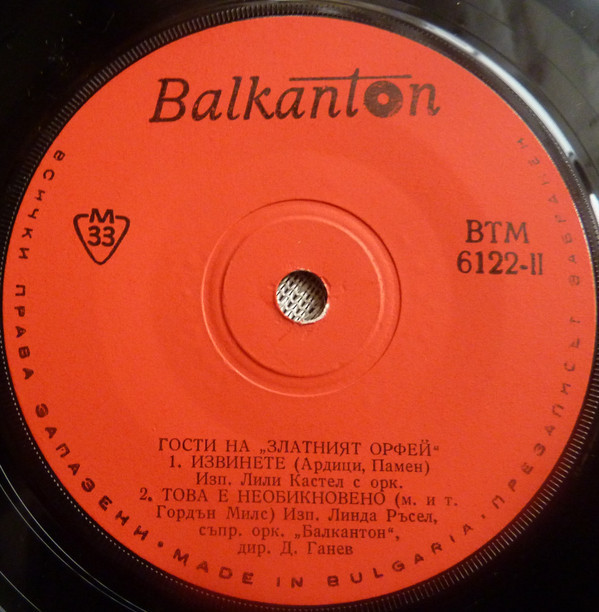 Balkanton
M
33
ВТМ
6122-II
ГОСТИ НА „ЗЛАТНИЯТ ОРФЕЙ“
1. ИЗВИНЕТЕ (Ардици, Памен)
Изп. Лили Кастел с орк.
2. ТОВА Е НЕОБИКНОВЕНО (м. и т.
Гордън Милс) Изп. Линда Ръсел,
съпр. орк. „Балкантон“,
дир. Д. Ганев
ВСИЧКИ ПРАВА ЗАПАЗЕНИ • MADE IN BULGARIA • ПРЕЗАПИСЪТ ЗАБРАНЕН